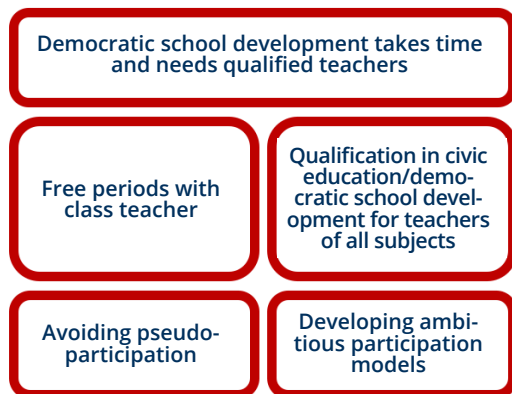 Democratic school development takes time
and needs qualified teachers
Free periods with
class teacher
Qualification in civic
education/demo-
cratic school devel-
opment for teachers
of all subjects
Avoiding pseudo-
participation
Developing ambi-
tious participation
models